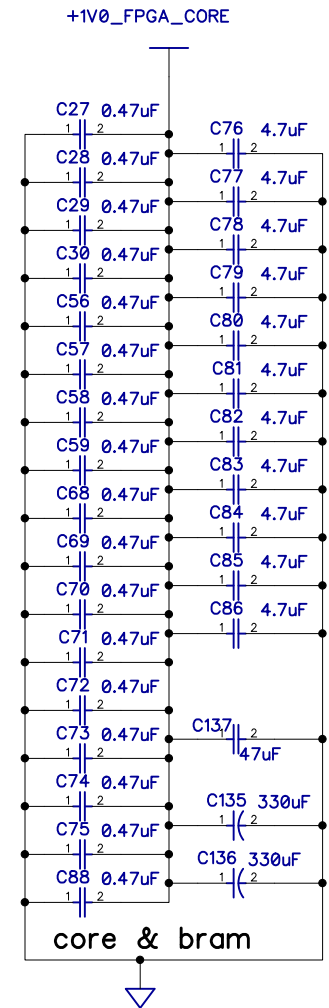 +1V0_FPGA_CORE
C27 0.47uF
1 2
C28 0.47uF
1 2
C29 0.47uF
1 2
C30 0.47uF
1 2
C56 0.47uF
1 2
C57 0.47uF
1 2
C58 0.47uF
1 2
C59 0.47uF
1 2
C68 0.47uF
1 2
C69 0.47uF
1 2
C70 0.47uF
1 2
C71 0.47uF
1 2
C72 0.47uF
1 2
C73 0.47uF
1 2
C74 0.47uF
1 2
C75 0.47uF
1 2
C88 0.47uF
1 2
C76 4.7uF
1 2
C77 4.7uF
1 2
C78 4.7uF
1 2
C79 4.7uF
1 2
C80 4.7uF
1 2
C81 4.7uF
1 2
C82 4.7uF
1 2
C83 4.7uF
1 2
C84 4.7uF
1 2
C85 4.7uF
1 2
C86 4.7uF
1 2
C137
1 2
47uF
C135 330uF
1 2
C136 330uF
1 2
core & bram